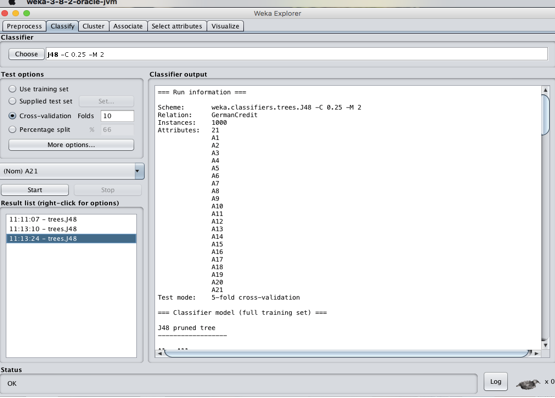 weka-3-8-2-oracle-jvm
Weka Explorer
Preprocess Classify Cluster Associate Select attributes Visualize
Classifier
Choose J48 -C 0.25 -M 2
Test options
Use training set
Supplied test set Set...
Cross-validation Folds 10
Percentage split % 66
More options...
(Nom) A21
Start Stop
Result list (right-click for options)
11:11:07 - trees.J48
11:13:10 - trees.J48
11:13:24 - trees.J48
Classifier output
=== Run information ===
Scheme: weka.classifiers.trees.J48 -C 0.25 -M 2
Relation: GermanCredit
Instances: 1000
Attributes: 21
A1
A2
A3
A4
A5
A6
A7
A8
A9
A10
A11
A12
A13
A14
A15
A16
A17
A18
A19
A20
A21
Test mode: 5-fold cross-validation
=== Classifier model (full training set) ===
J48 pruned tree
------------------
Status
OK
Log
x 0